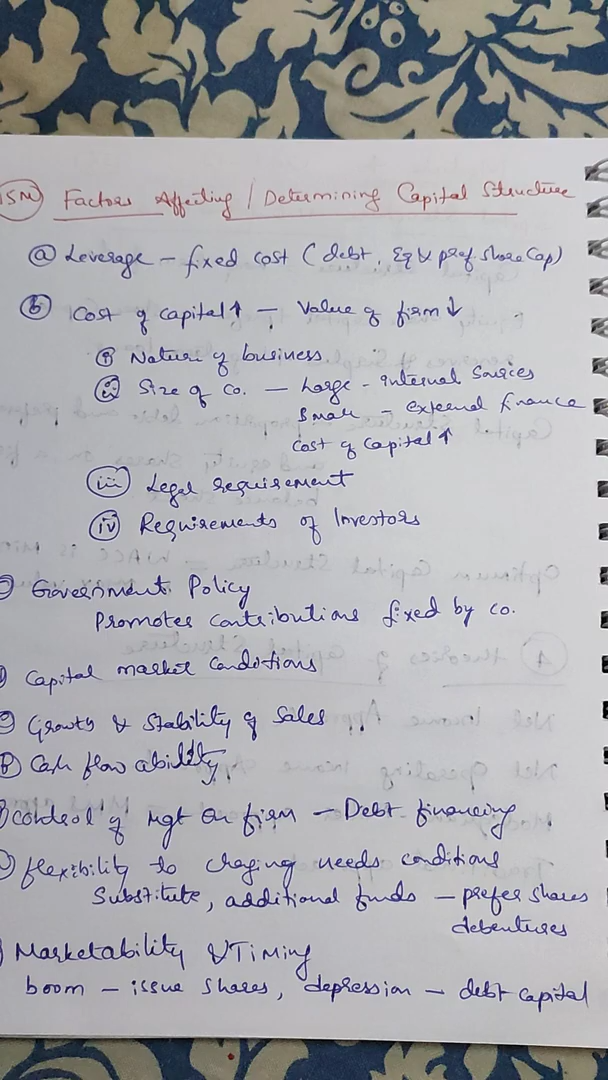 15M Factors Affecting / Determining Capital Structure
a Leverage - fixed cost (debt, Eq & pref. Share Cap)
b Cost of capital ↑ - Value of firm ↓
i Nature of business
ii Size of co. - Large - internal Sources
Small - external finance
cost of capital ↑
iii Legal requirement
iv Requirements of Investors
Government Policy
Promotes contributions fixed by co.
Capital market conditions
Growth & Stability of Sales
Cash flow ability
control of Mgt on firm - Debt financing
flexibility to chaging needs conditions
Substitute, additional funds - prefer shares
debentures
Marketability & Timing
boom - issue shares, depression - debt capital